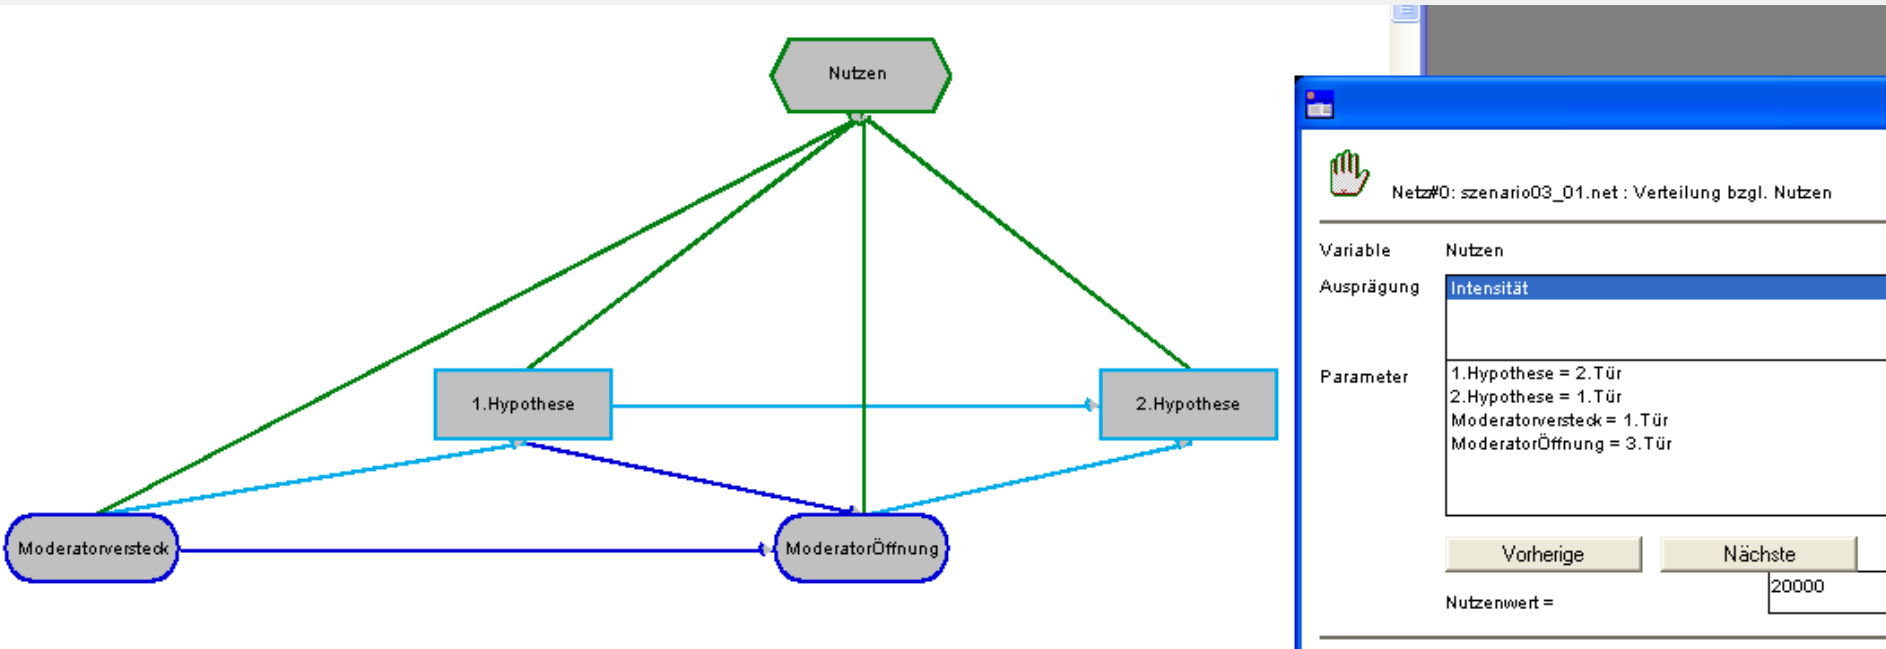 Nutzen
1.Hypothese
2.Hypothese
Moderatorversteck
ModeratorÖffnung
Netz#0: szenario03_01.net : Verteilung bzgl. Nutzen
Variable Nutzen
Ausprägung Intensität
Parameter 1.Hypothese = 2.Tür
2.Hypothese = 1.Tür
Moderatorversteck = 1.Tür
ModeratorÖffnung = 3.Tür
Vorherige Nächste
Nutzenwert = 20000